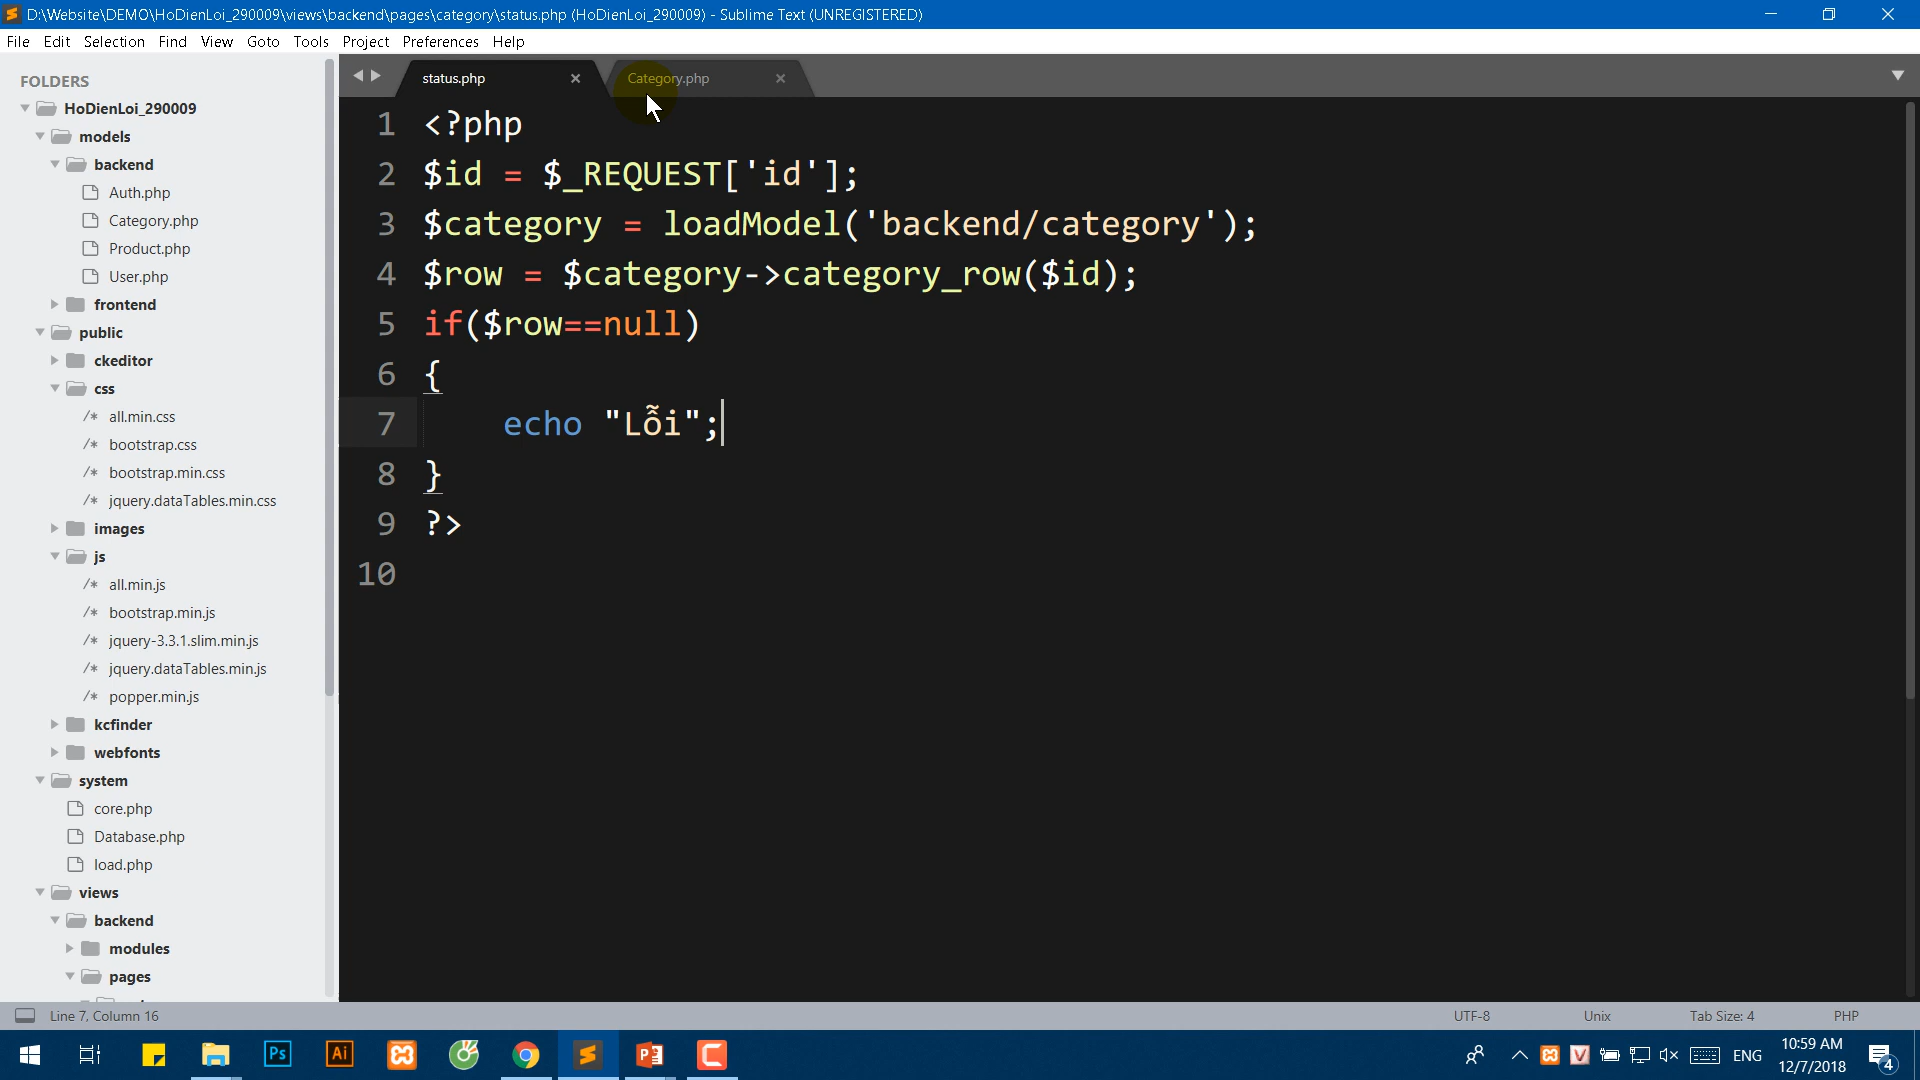 D:\Website\DEMO\HoDienLoi_290009\views\backend\pages\category\status.php (HoDienLoi_290009) - Sublime Text (UNREGISTERED)
File Edit Selection Find View Goto Tools Project Preferences Help
FOLDERS
HoDienLoi_290009
models
backend
Auth.php
Category.php
Product.php
User.php
frontend
public
ckeditor
css
/* all.min.css
/* bootstrap.css
/* bootstrap.min.css
/* jquery.dataTables.min.css
images
js
/* all.min.js
/* bootstrap.min.js
/* jquery-3.3.1.slim.min.js
/* jquery.dataTables.min.js
/* popper.min.js
kcfinder
webfonts
system
core.php
Database.php
load.php
views
backend
modules
pages
status.php Category.php
1 <?php
2 $id = $_REQUEST['id'];
3 $category = loadModel('backend/category');
4 $row = $category->category_row($id);
5 if($row==null)
6 {
7 echo "Lỗi";
8 }
9 ?>
10
Line 7, Column 16 UTF-8 Unix Tab Size: 4 PHP
Ps Ai ENG 10:59 AM
12/7/2018 4